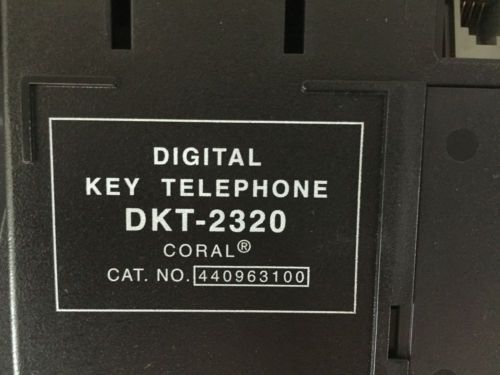 DIGITAL
KEY TELEPHONE
DKT-2320
CORAL®
CAT. NO. 440963100